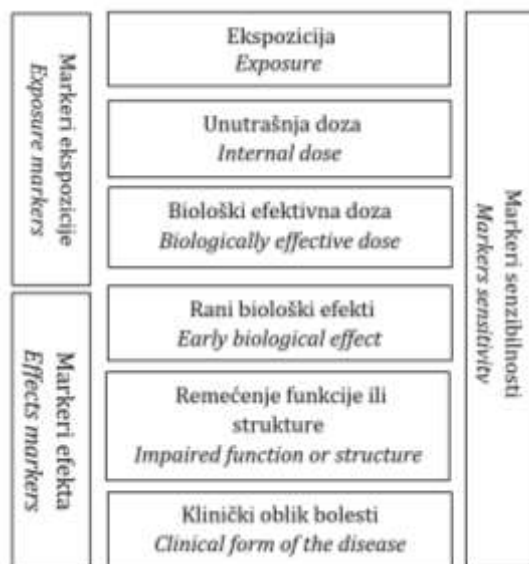 Markeri ekspozicije
Exposure markers
Markeri efekta
Effects markers
Ekspozicija
Exposure
Unutrašnja doza
Internal dose
Biološki efektivna doza
Biologically effective dose
Rani biološki efekti
Early biological effect
Remećenje funkcije ili
strukture
Impaired function or structure
Klinički oblik bolesti
Clinical form of the disease
Markeri senzibilnosti
Markers sensitivity